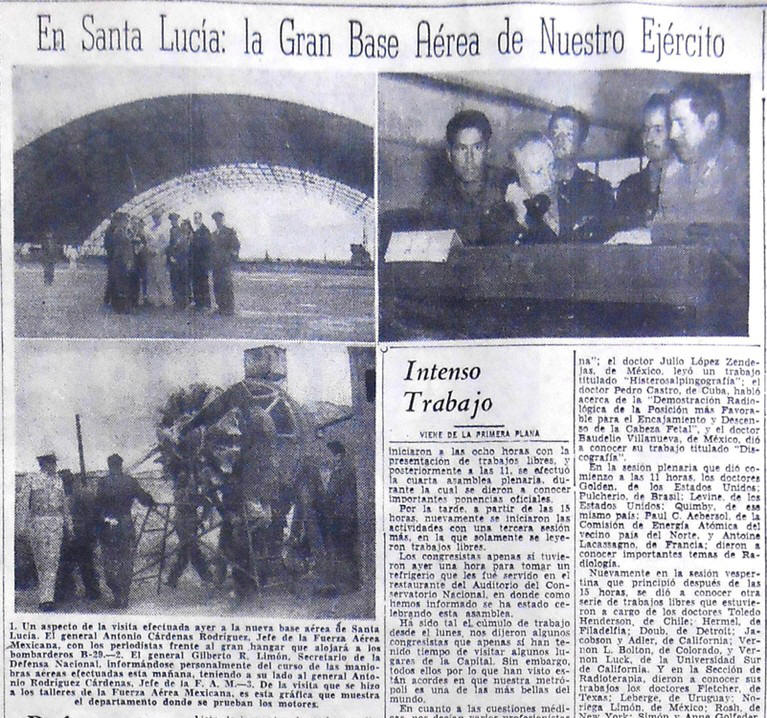 En Santa Lucía: la Gran Base Aérea de Nuestro Ejército
1. Un aspecto de la visita efectuada ayer a la nueva base aérea de Santa
Lucía. El general Antonio Cárdenas Rodríguez, Jefe de la Fuerza Aérea
Mexicana, con los periodistas frente al gran hangar que alojará a los
bombarderos B-29.—2. El general Gilberto R. Limón, Secretario de la
Defensa Nacional, informándose personalmente del curso de las manio-
bras aéreas efectuadas esta mañana, teniendo a su lado al general An-
tonio Rodríguez Cárdenas, Jefe de la F. A. M.—3. De la visita que se hizo
a los talleres de la Fuerza Aérea Mexicana, es esta gráfica que muestra
el departamento donde se prueban los motores.
Intenso
Trabajo
VIENE DE LA PRIMERA PLANA
iniciaron a las ocho horas con la
presentación de trabajos libres, y
posteriormente a las 11, se efectuó
la cuarta asamblea plenaria, du-
rante la cual se dieron a conocer
importantes ponencias oficiales.
Por la tarde, a partir de las 15
horas, nuevamente se iniciaron las
actividades con una tercera sesión
más, en la que solamente se leye-
ron trabajos libres.
Los congresistas apenas si tuvie-
ron ayer una hora para tomar un
refrigerio que les fué servido en el
restaurante del Auditorio del Con-
servatorio Nacional, en donde co-
mo hemos informado se ha estado ce-
lebrando esta asamblea.
Ha sido tal el cúmulo de trabajo
desde el lunes, nos dijeron algunos
congresistas que apenas si han te-
nido tiempo de visitar algunos lu-
gares de la Capital. Sin embargo,
todos ellos por lo que han visto es-
tán acordes en que nuestra metró-
poli es una de las más bellas del
mundo.
En cuanto a las cuestiones médi-
na"; el doctor Julio López Zende-
jas, de México, leyó un trabajo
titulado "Histerosalpingografía"; el
doctor Pedro Castro, de Cuba, habló
acerca de la "Demostración Radio-
lógica de la Posición más Favora-
ble para el Encajamiento y Descen-
so de la Cabeza Fetal", y el doctor
Baudelio Villanueva, de México, dió
a conocer su trabajo titulado "Dis-
cografía".
En la sesión plenaria que dió co-
mienzo a las 11 horas, los doctores
Golden, de los Estados Unidos;
Pulcherio, de Brasil; Levine, de los
Estados Unidos; Quimby, de ese
mismo país; Paul C. Aebersol, de la
Comisión de Energía Atómica del
vecino país del Norte, y Antoine
Lacassagno, de Francia; dieron a
conocer importantes temas de Ra-
diología.
Nuevamente en la sesión vesper-
tina que principió después de las
15 horas, se dió a conocer otra
serie de trabajos libres que estuvie-
ron a cargo de los doctores Toledo
Henderson, de Chile; Hermel, de
Filadelfia; Doub, de Detroit; Ja-
cobson y Adler, de California; Ver-
non L. Bolton, de Colorado, y Ver-
non Luck, de la Universidad Sur
de California. Y en la Sección de
Radioterapia, dieron a conocer sus
trabajos los doctores Fletcher, de
Texas; Leberge, de Uruguay; No-
riega Limón, de México; Rosh, de